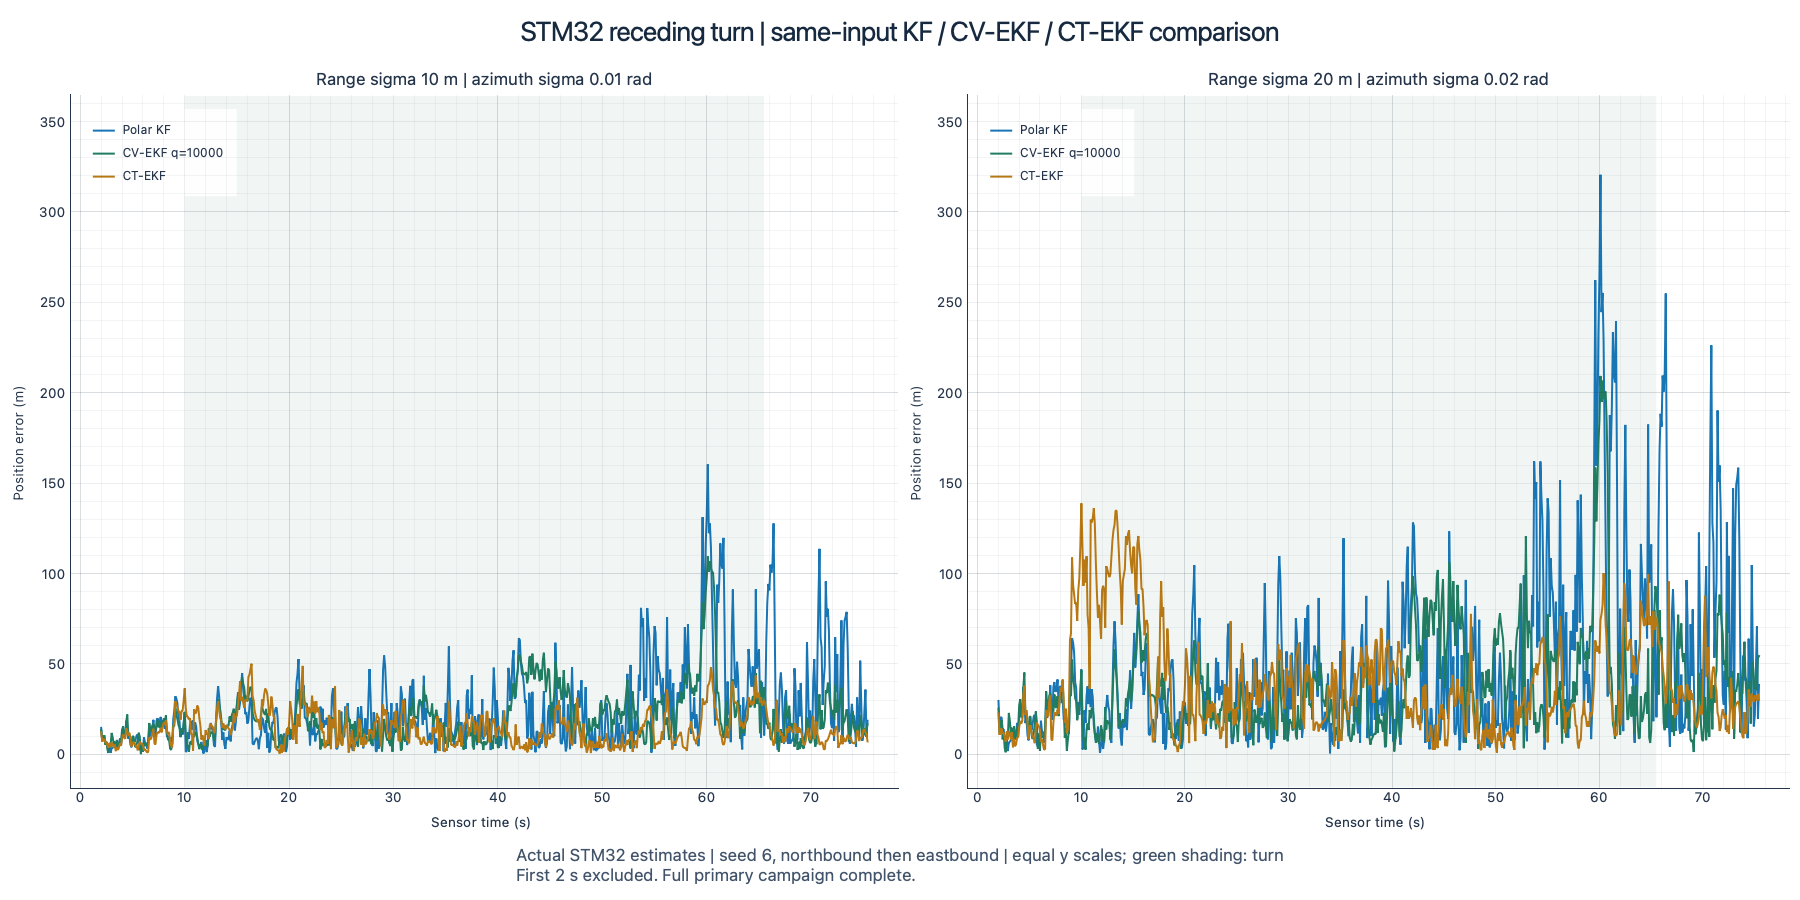 STM32 receding turn | same-input KF / CV-EKF / CT-EKF comparison
Range sigma 10 m | azimuth sigma 0.01 rad
Position error (m)
350
300
250
200
150
100
50
0
Polar KF
CV-EKF q=10000
CT-EKF
0 10 20 30 40 50 60 70
Sensor time (s)
Range sigma 20 m | azimuth sigma 0.02 rad
Position error (m)
350
300
250
200
150
100
50
0
Polar KF
CV-EKF q=10000
CT-EKF
0 10 20 30 40 50 60 70
Sensor time (s)
Actual STM32 estimates | seed 6, northbound then eastbound | equal y scales; green shading: turn
First 2 s excluded. Full primary campaign complete.